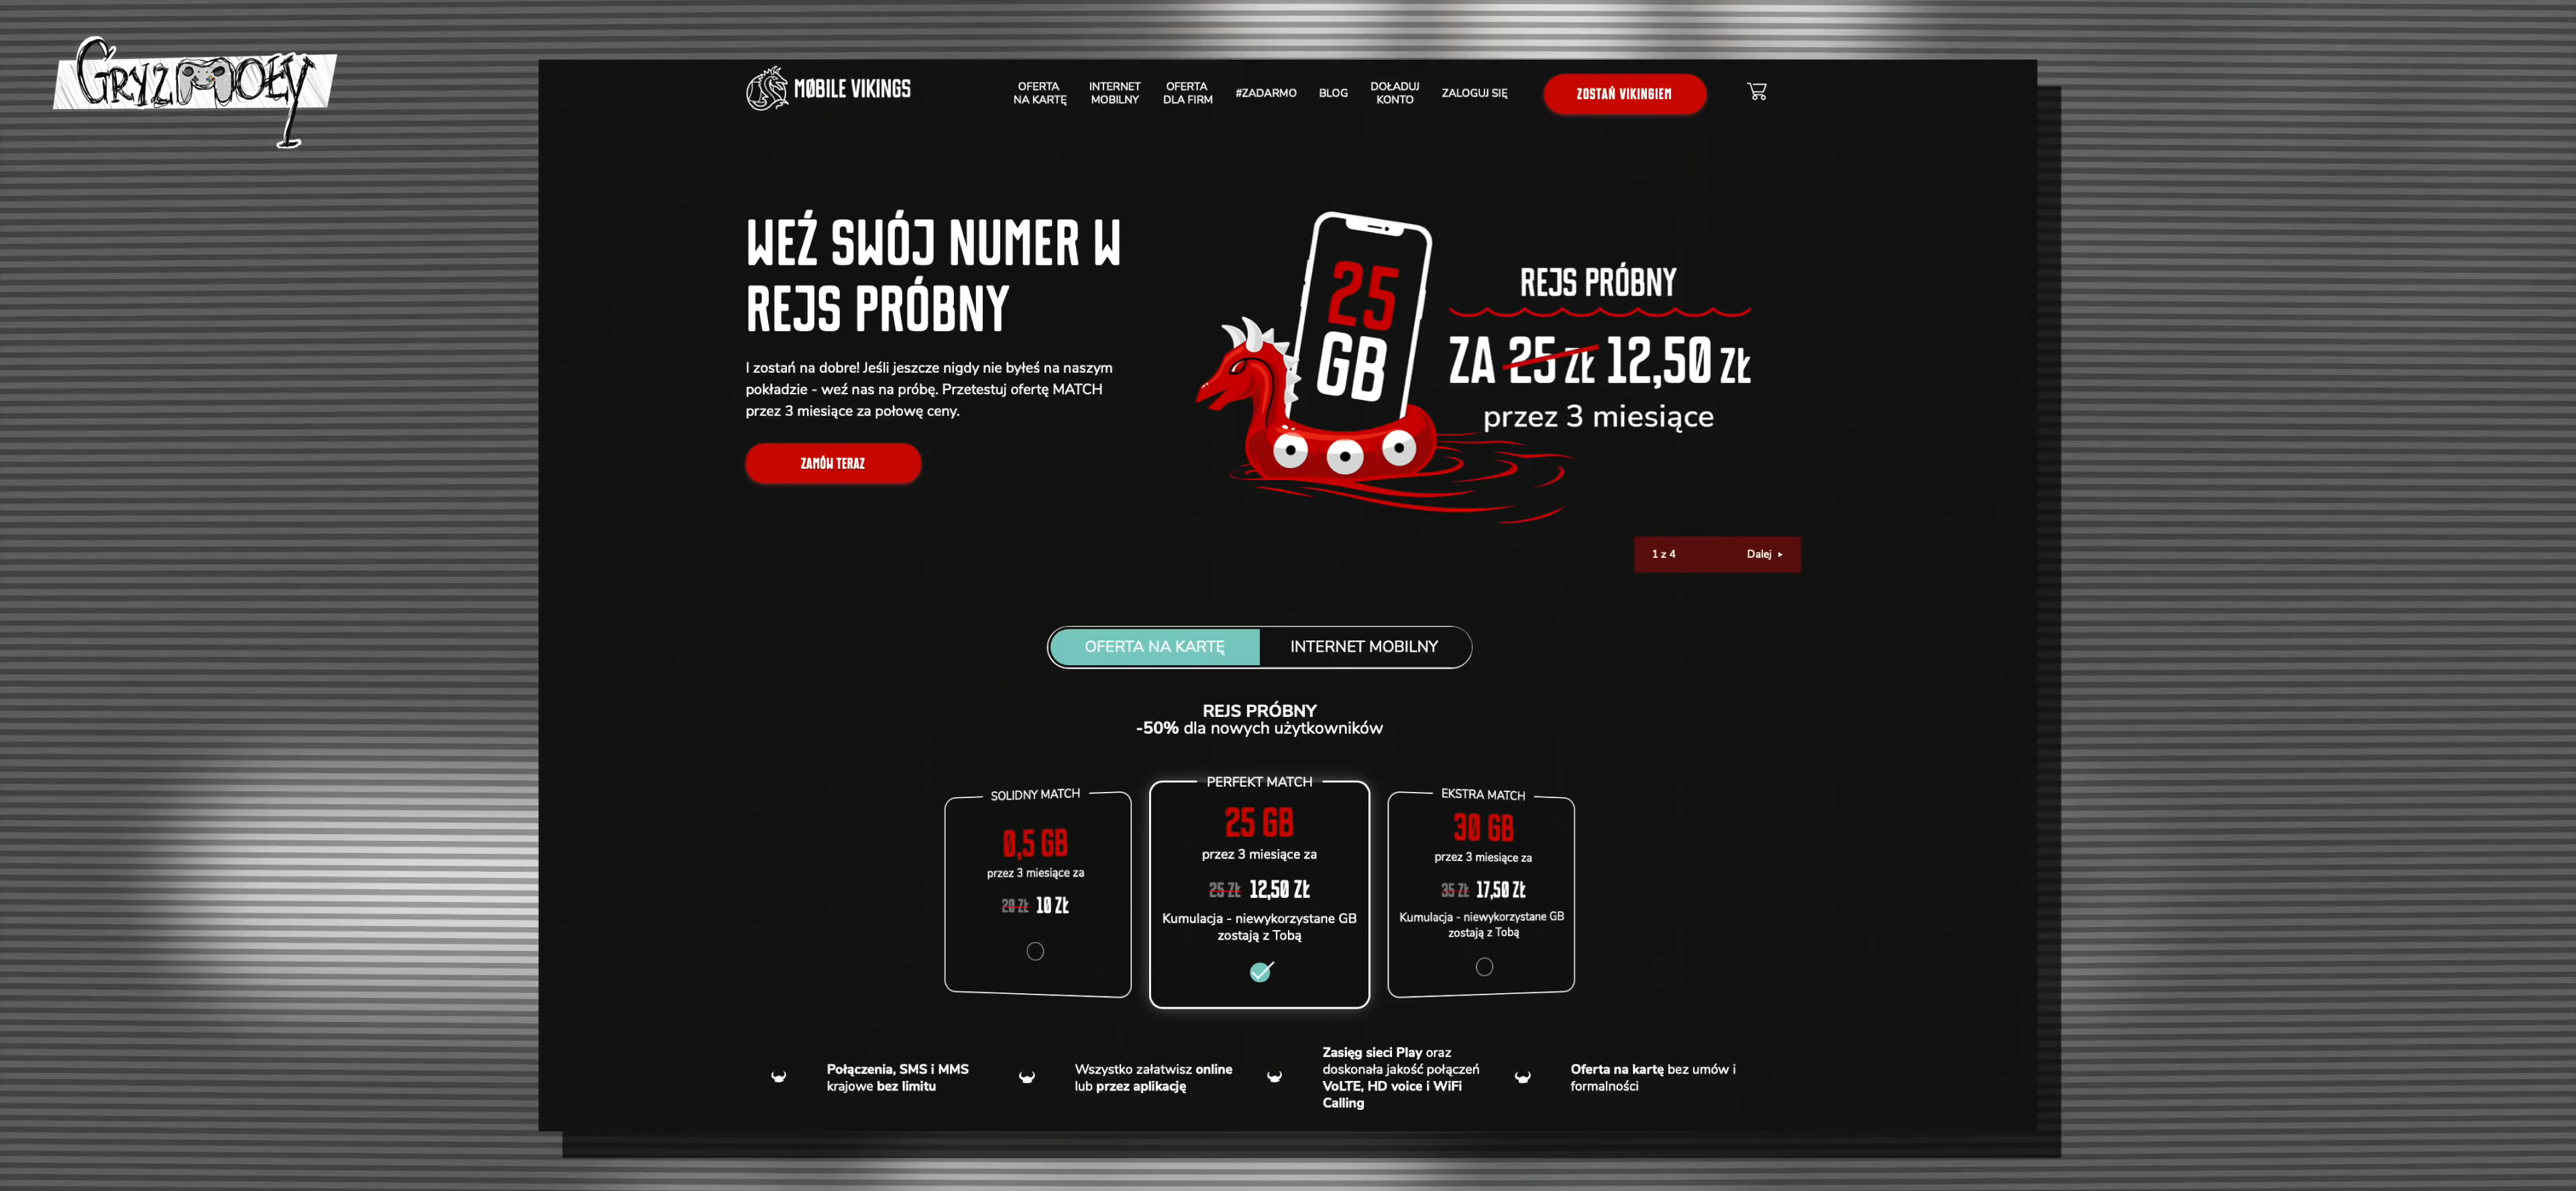 GRYZMOŁY
MØBILE VIKINGS
OFERTA
NA KARTĘ
INTERNET
MOBILNY
OFERTA
DLA FIRM
#ZADARMO
BLOG
DOŁADUJ
KONTO
ZALOGUJ SIĘ
ZOSTAŃ VIKINGIEM
WEŹ SWÓJ NUMER W
REJS PRÓBNY
I zostań na dobre! Jeśli jeszcze nigdy nie byłeś na naszym
pokładzie - weź nas na próbę. Przetestuj ofertę MATCH
przez 3 miesiące za połowę ceny.
ZAMÓW TERAZ
25
GB
REJS PRÓBNY
ZA 25 ZŁ 12,50 ZŁ
przez 3 miesiące
1 z 4
Dalej
OFERTA NA KARTĘ
INTERNET MOBILNY
REJS PRÓBNY
-50% dla nowych użytkowników
SOLIDNY MATCH
0,5 GB
przez 3 miesiące za
20 ZŁ 10 ZŁ
PERFEKT MATCH
25 GB
przez 3 miesiące za
25 ZŁ 12,50 ZŁ
Kumulacja - niewykorzystane GB
zostają z Tobą
EKSTRA MATCH
30 GB
przez 3 miesiące za
35 ZŁ 17,50 ZŁ
Kumulacja - niewykorzystane GB
zostają z Tobą
Połączenia, SMS i MMS
krajowe bez limitu
Wszystko załatwisz online
lub przez aplikację
Zasięg sieci Play oraz
doskonała jakość połączeń
VoLTE, HD voice i WiFi
Calling
Oferta na kartę bez umów i
formalności